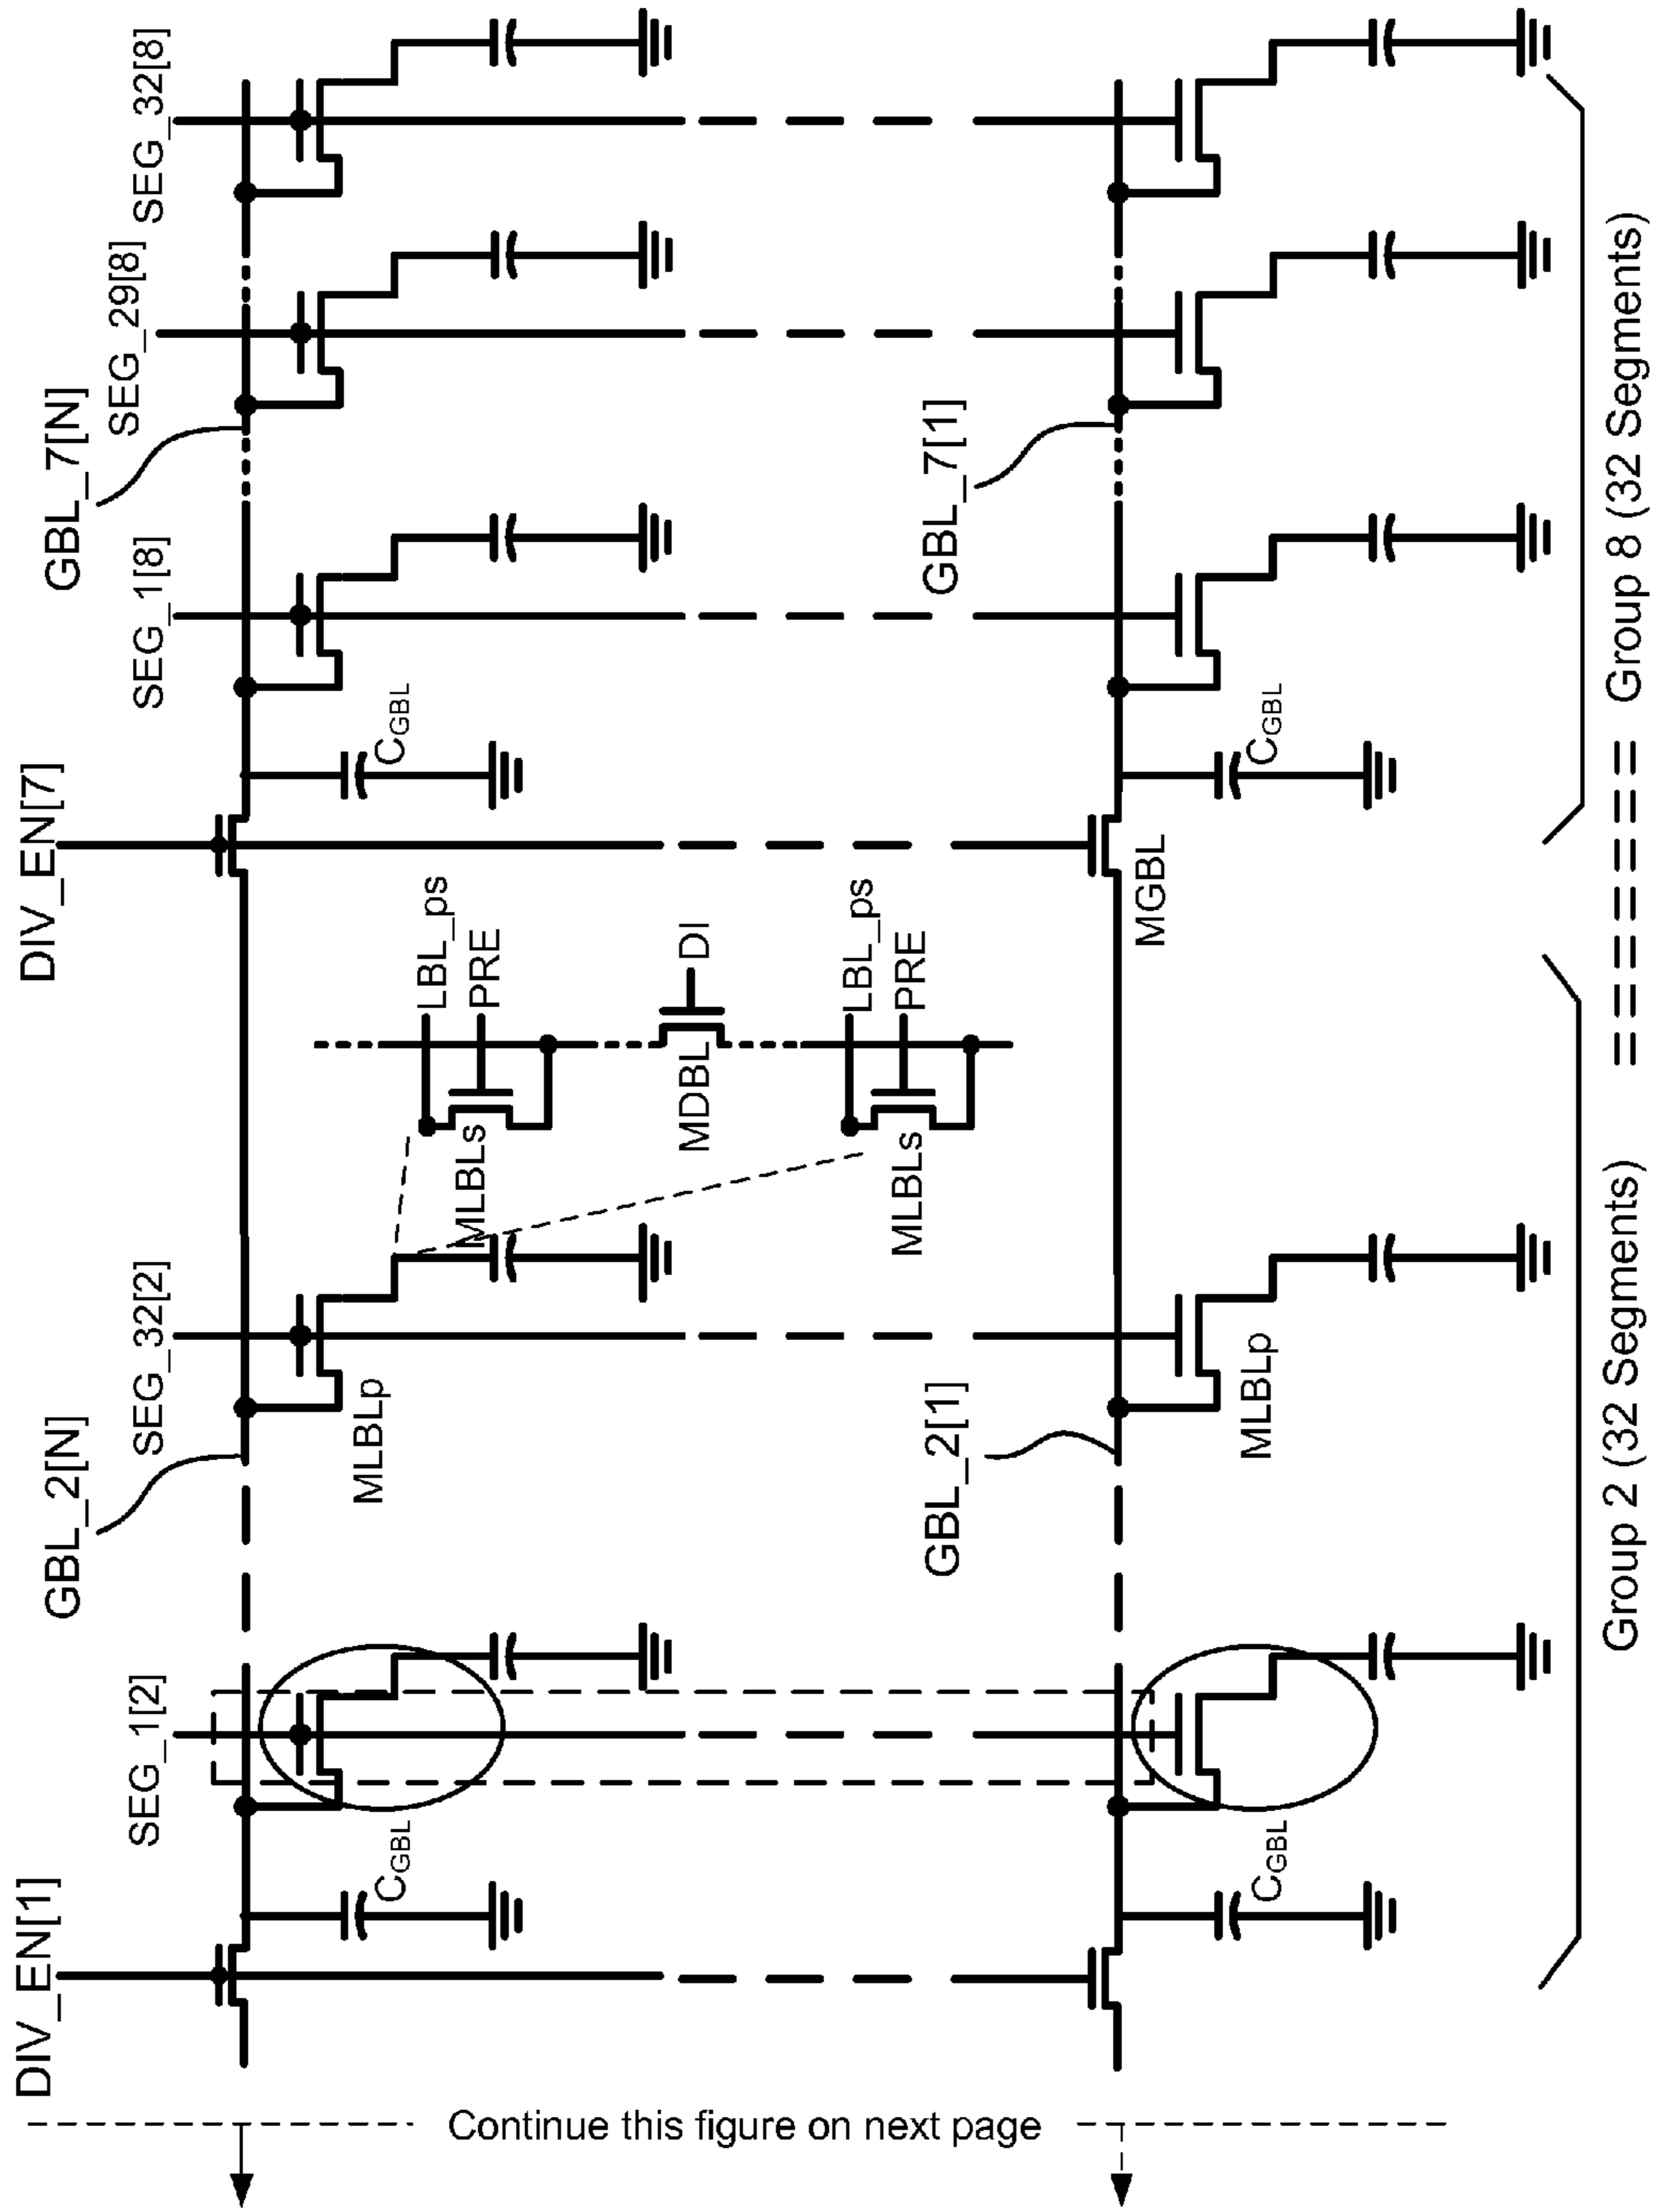 DIV_EN[1]
DIV_EN[7]
GBL_2[N]
GBL_7[N]
SEG_1[2]
SEG_32[2]
SEG_1[8]
SEG_29[8]
SEG_32[8]
CGBL
MLBLp
MLBLs
LBL_ps
PRE
CGBL
MDBL
DI
MLBLs
LBL_ps
PRE
GBL_2[1]
GBL_7[1]
CGBL
MLBLp
MGBL
CGBL
Group 2 (32 Segments)
========
Group 8 (32 Segments)
Continue this figure on next page